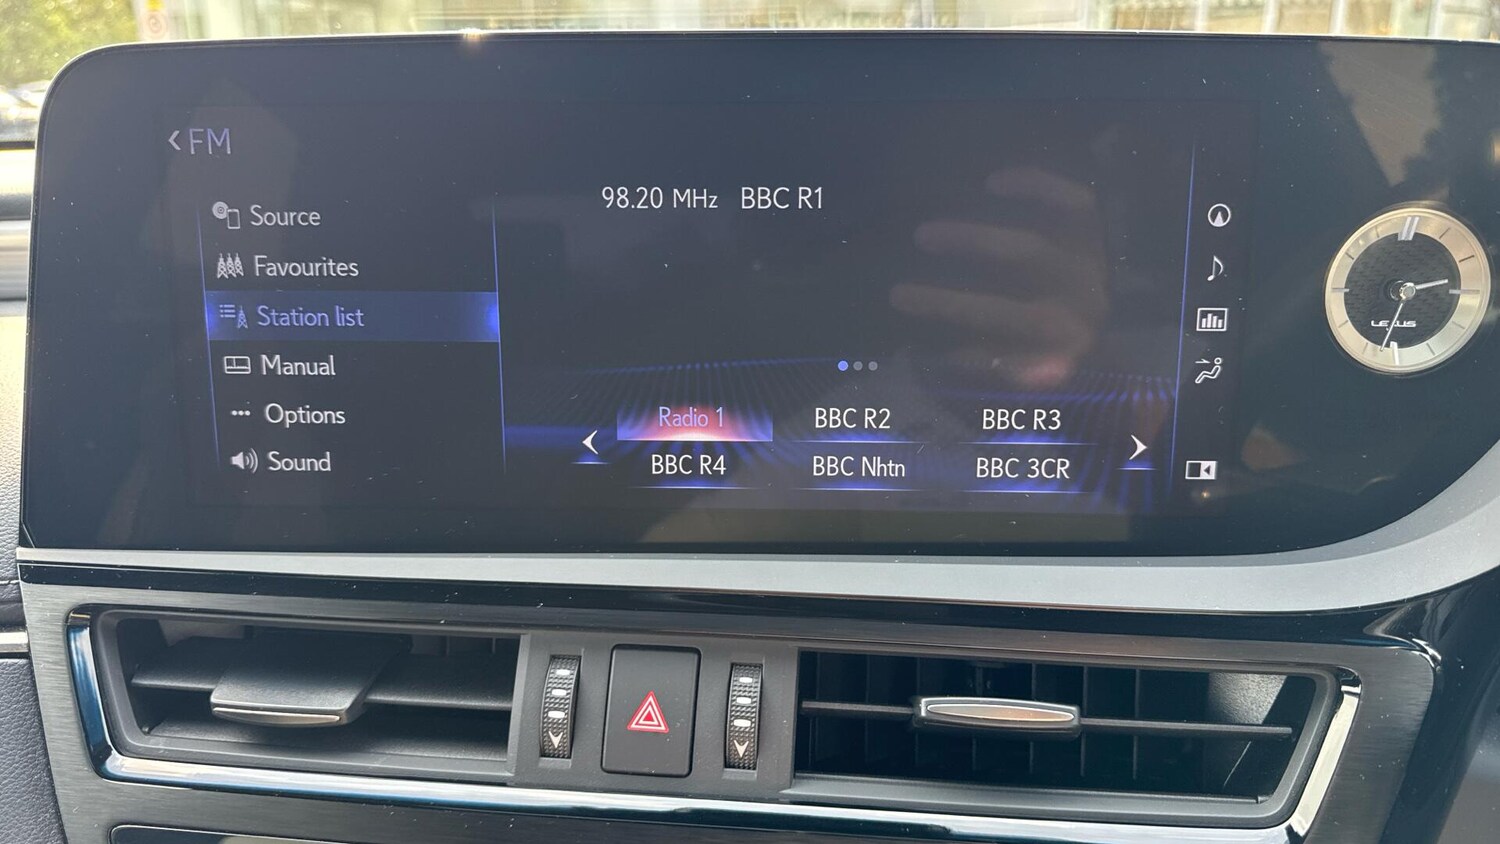 FM
98.20 MHz BBC R1
Source
Favourites
Station list
Manual
Options
Sound
Radio 1 BBC R2 BBC R3
BBC R4 BBC Nhtn BBC 3CR
LEXUS